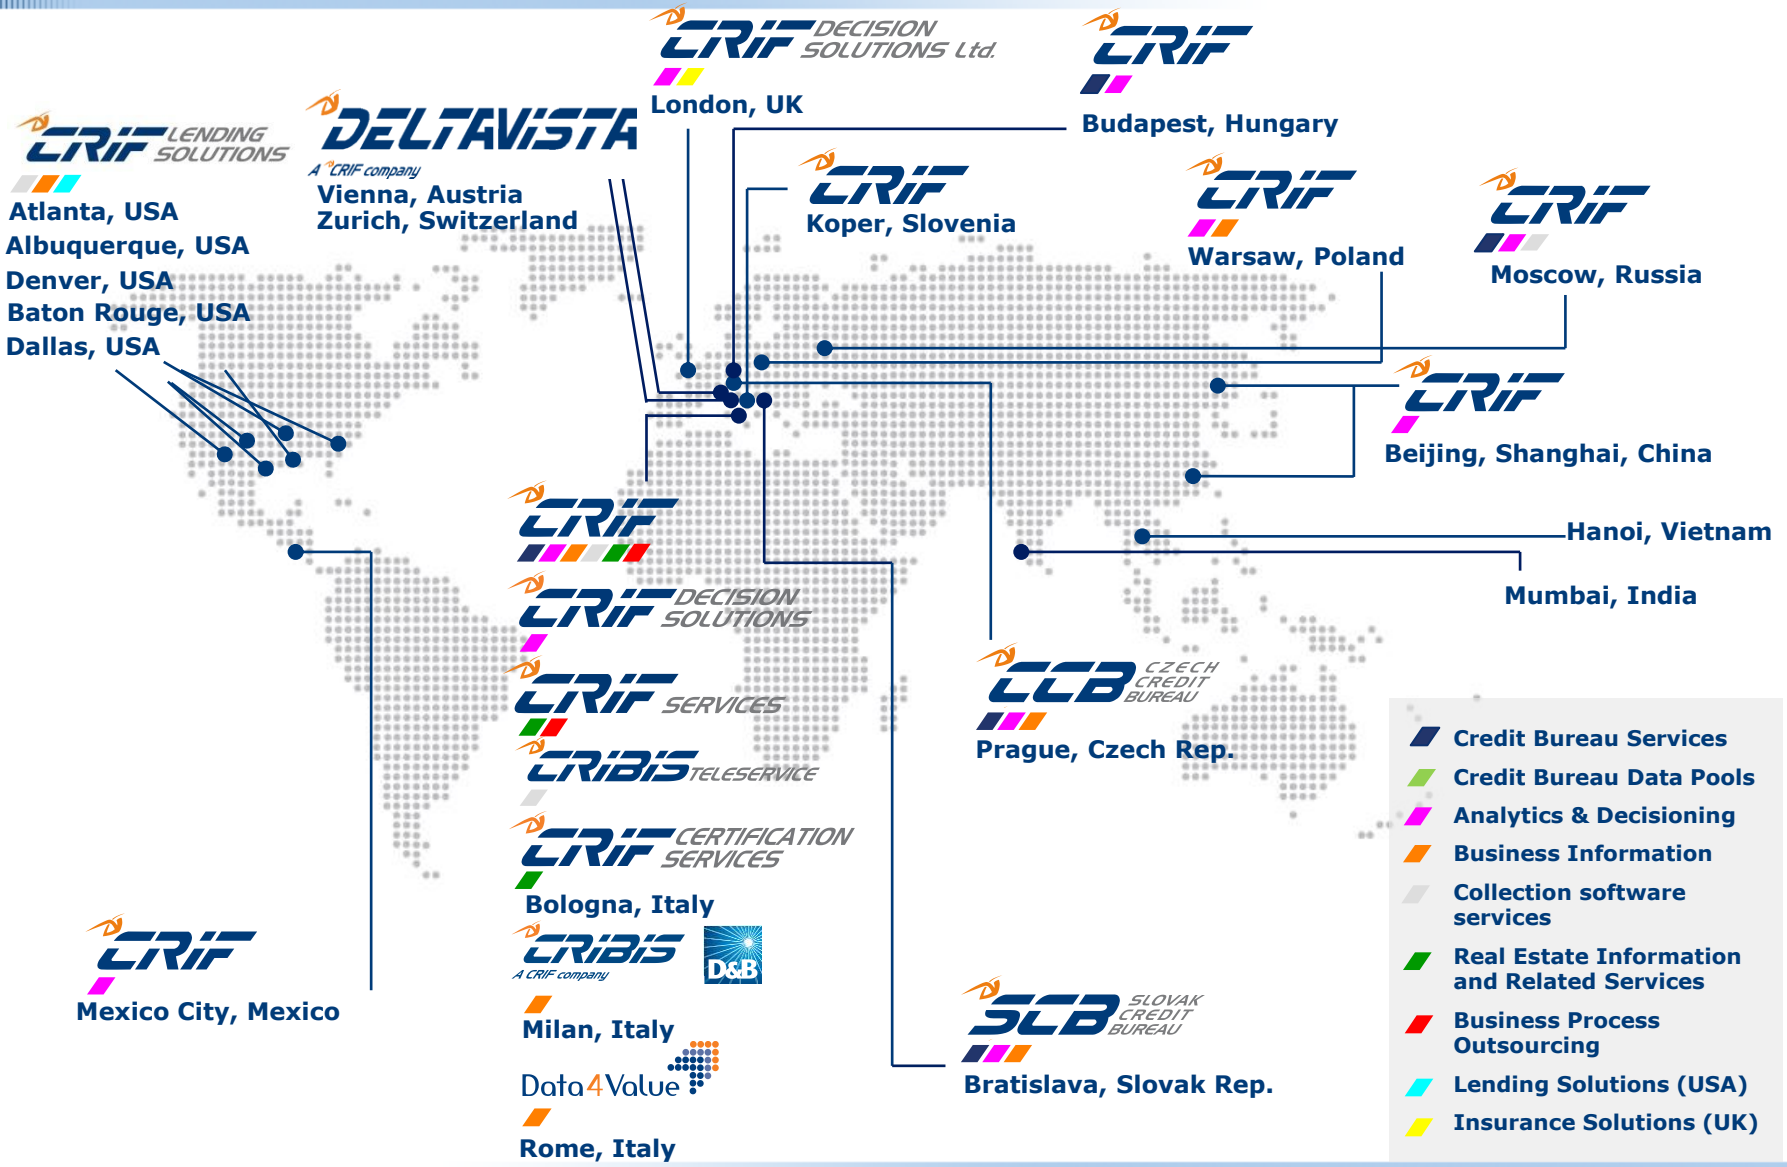 CRIF DECISION
SOLUTIONS Ltd.
London, UK
CRIF
Budapest, Hungary
CRIF LENDING
SOLUTIONS
Atlanta, USA
Albuquerque, USA
Denver, USA
Baton Rouge, USA
Dallas, USA
DELTAVISTA
A CRIF company
Vienna, Austria
Zurich, Switzerland
CRIF
Koper, Slovenia
CRIF
Warsaw, Poland
CRIF
Moscow, Russia
CRIF
Beijing, Shanghai, China
Hanoi, Vietnam
Mumbai, India
CRIF
CRIF DECISION
SOLUTIONS
CRIF SERVICES
CRIBIS TELESERVICE
CRIF CERTIFICATION
SERVICES
Bologna, Italy
CRIBIS
A CRIF company
D&B
Milan, Italy
Data4Value
Rome, Italy
CCB CZECH
CREDIT
BUREAU
Prague, Czech Rep.
SCB SLOVAK
CREDIT
BUREAU
Bratislava, Slovak Rep.
CRIF
Mexico City, Mexico
Credit Bureau Services
Credit Bureau Data Pools
Analytics & Decisioning
Business Information
Collection software
services
Real Estate Information
and Related Services
Business Process
Outsourcing
Lending Solutions (USA)
Insurance Solutions (UK)